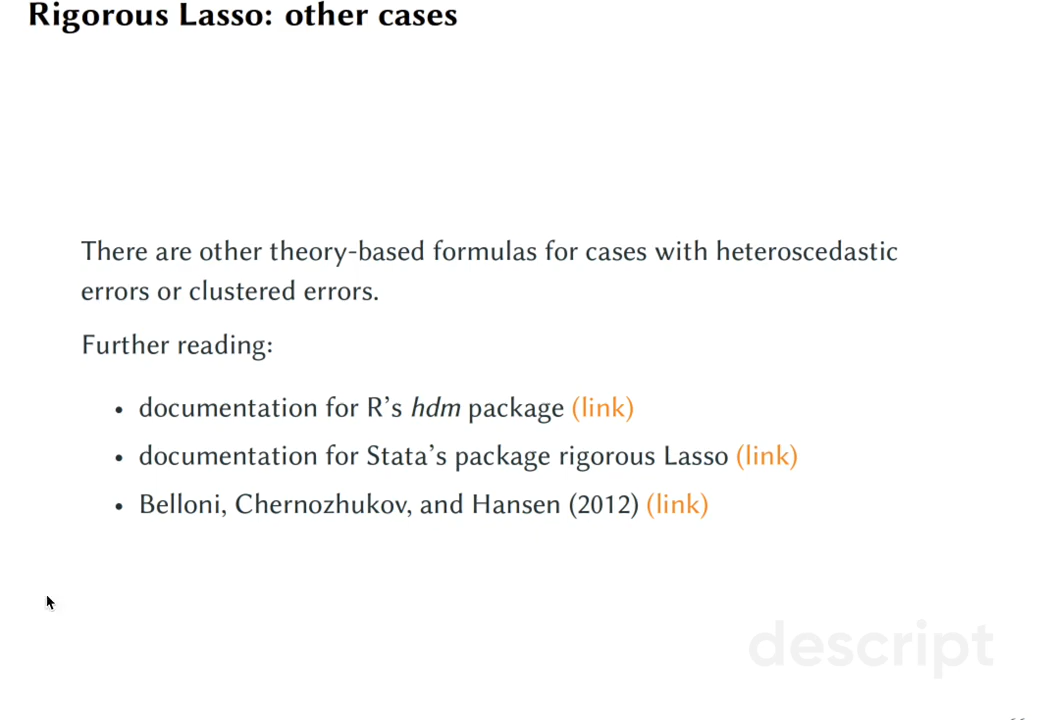 Rigorous Lasso: other cases
There are other theory-based formulas for cases with heteroscedastic
errors or clustered errors.
Further reading:
• documentation for R's hdm package (link)
• documentation for Stata's package rigorous Lasso (link)
• Belloni, Chernozhukov, and Hansen (2012) (link)
descript